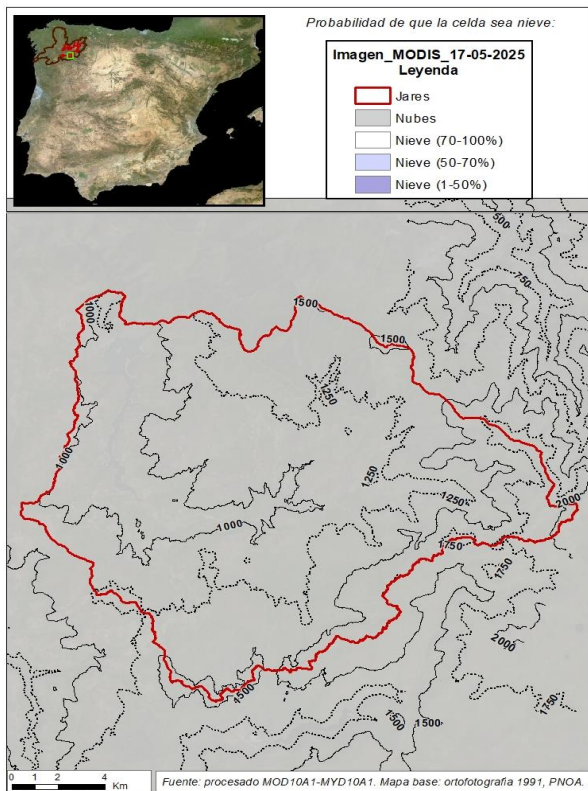 Probabilidad de que la celda sea nieve:
Imagen_MODIS_17-05-2025
Leyenda
Jares
Nubes
Nieve (70-100%)
Nieve (50-70%)
Nieve (1-50%)
500
750
1000
1500
1500
1250
1000
1250
1250
2000
1000
1750
1750
2000
1500
1750
1500
1500
0 1 2 4
Km
Fuente: procesado MOD10A1-MYD10A1. Mapa base: ortofotografía 1991, PNOA.